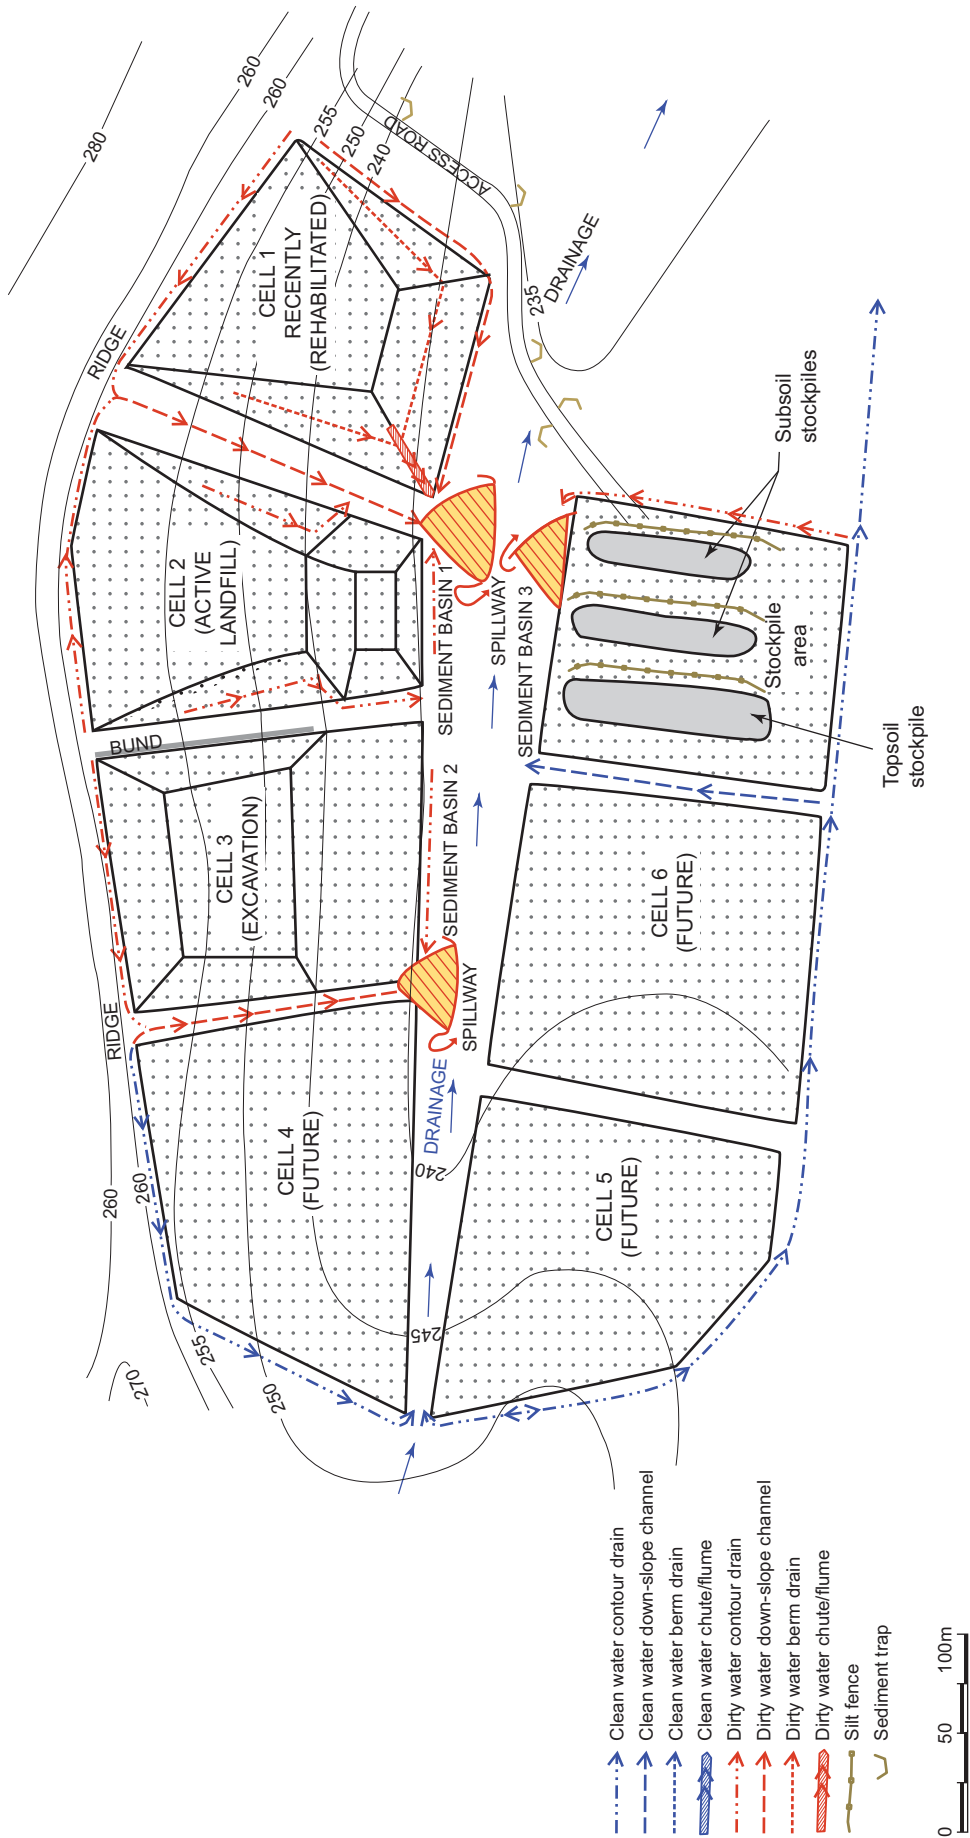 280
260
260
255
250
240
ACCESS ROAD
RIDGE
CELL 1
RECENTLY
(REHABILITATED)
235
DRAINAGE
CELL 2
(ACTIVE
LANDFILL)
SEDIMENT BASIN 1
SPILLWAY
SEDIMENT BASIN 3
Subsoil
stockpiles
Stockpile
area
Topsoil
stockpile
BUND
CELL 3
(EXCAVATION)
SEDIMENT BASIN 2
SPILLWAY
CELL 6
(FUTURE)
RIDGE
CELL 4
(FUTURE)
DRAINAGE
240
CELL 5
(FUTURE)
260
260
255
250
245
270
Clean water contour drain
Clean water down-slope channel
Clean water berm drain
Clean water chute/flume
Dirty water contour drain
Dirty water down-slope channel
Dirty water berm drain
Dirty water chute/flume
Silt fence
Sediment trap
0 50 100m